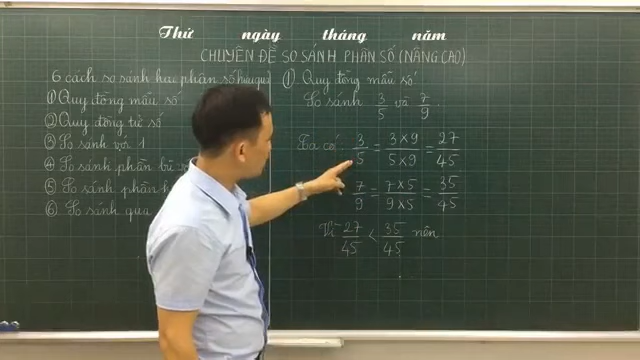 Thứ ngày tháng năm
CHUYÊN ĐỀ SO SÁNH PHÂN SỐ (NÂNG CAO)
6 cách so sánh hai phân số
① Quy đồng mẫu số
② Quy đồng tử số
③ So sánh với 1
④ So sánh phần bù
⑤ So sánh phần
⑥ So sánh qua
① Quy đồng mẫu số
So sánh 3/5 và 7/9
Ta có: 3/5 = 3×9/5×9 = 27/45
7/9 = 7×5/9×5 = 35/45
Vì 27/45 < 35/45 nên